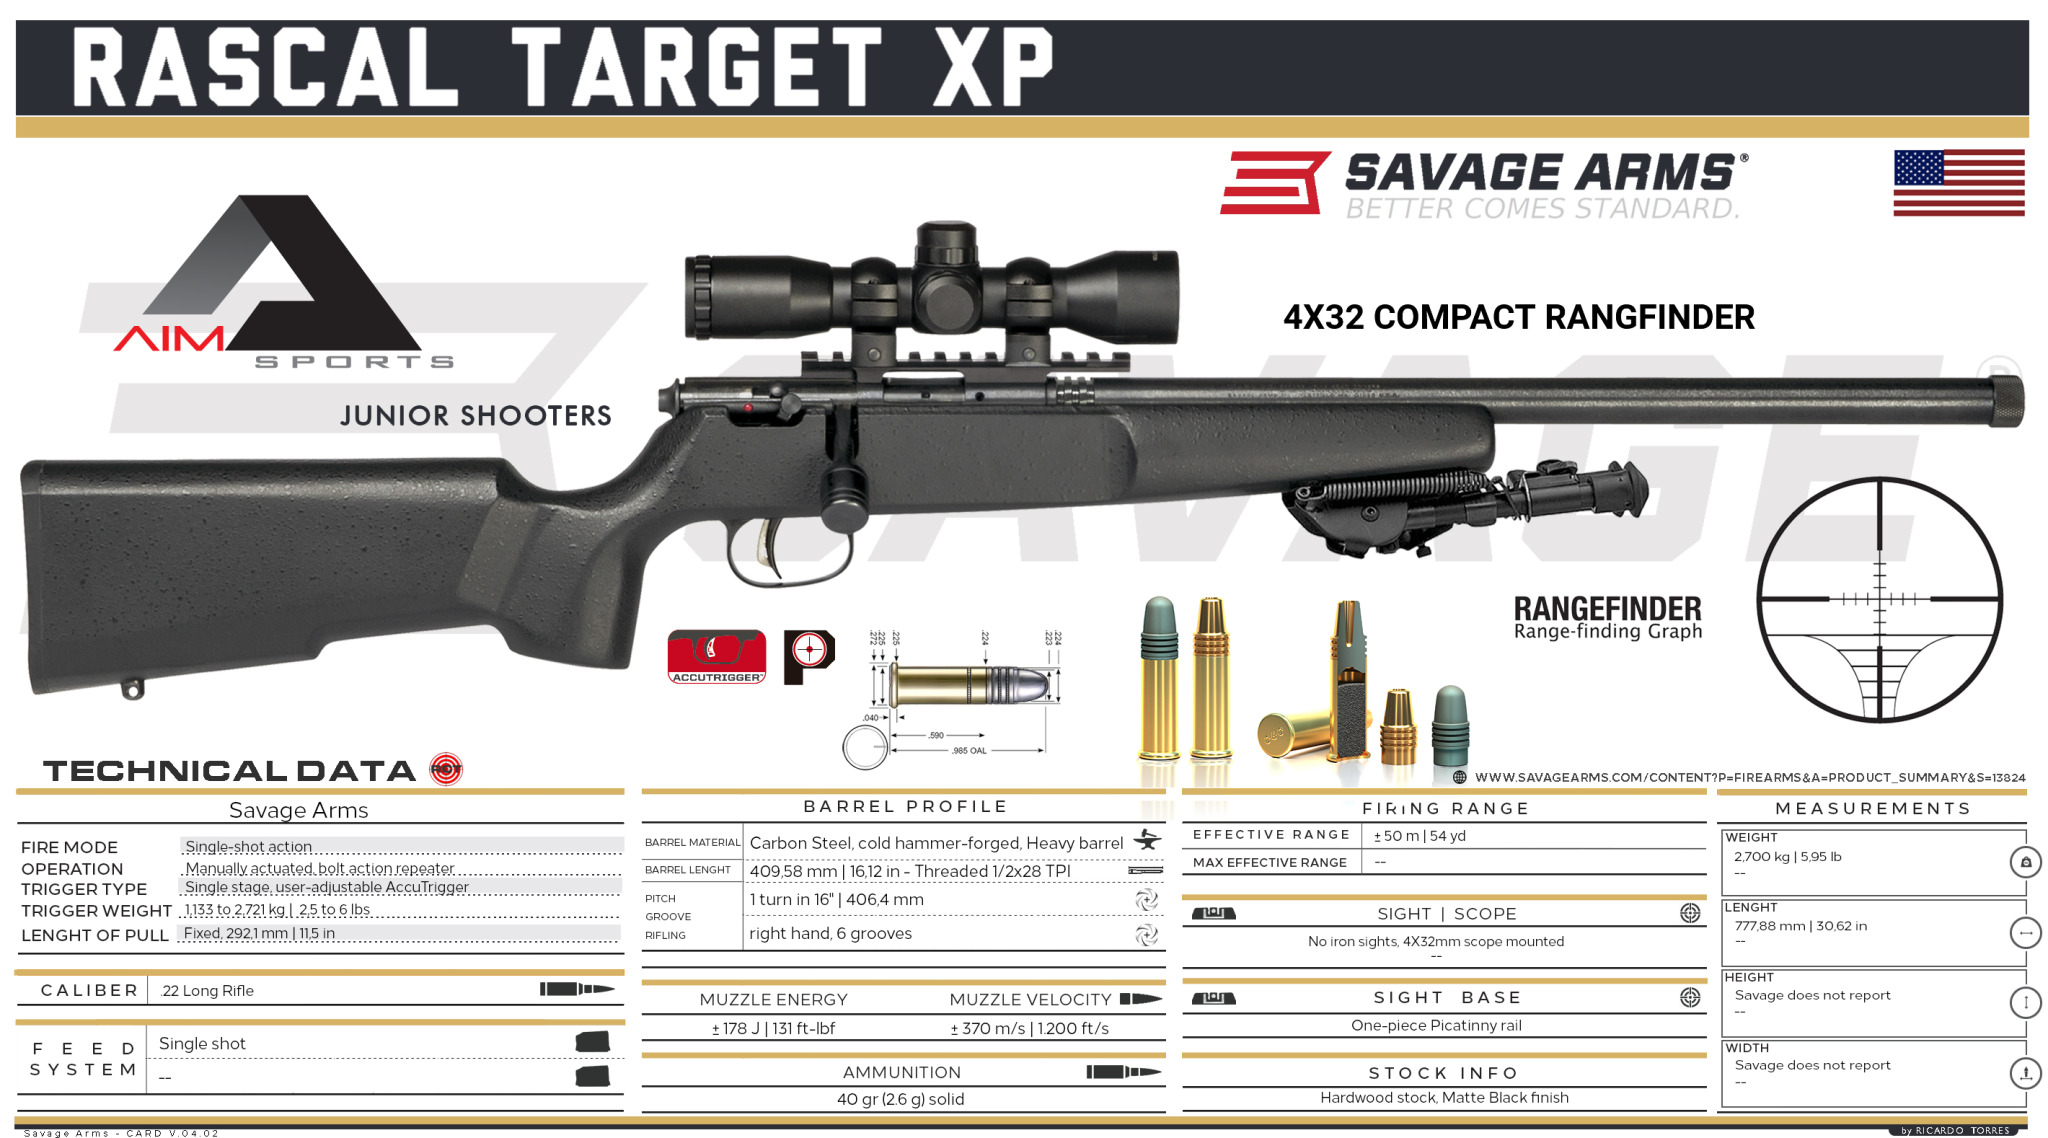 RASCAL TARGET XP
SAVAGE ARMS®
BETTER COMES STANDARD.
AIM
SPORTS
JUNIOR SHOOTERS
4X32 COMPACT RANGFINDER
SAVAGE ®
RANGEFINDER
Range-finding Graph
ACCUTRIGGER™
P
.272
.225
.225
.224
.223
.224
.040
.590
.985 OAL
TECHNICAL DATA
WWW.SAVAGEARMS.COM/CONTENT?P=FIREARMS&A=PRODUCT_SUMMARY&S=13824
Savage Arms
FIRE MODE Single-shot action
OPERATION Manually actuated, bolt action repeater
TRIGGER TYPE Single stage, user-adjustable AccuTrigger
TRIGGER WEIGHT 1,133 to 2,721 kg | 2,5 to 6 lbs
LENGHT OF PULL Fixed, 292,1 mm | 11,5 in
CALIBER .22 Long Rifle
FEED Single shot
SYSTEM --
BARREL PROFILE
BARREL MATERIAL Carbon Steel, cold hammer-forged, Heavy barrel
BARREL LENGHT 409,58 mm | 16,12 in - Threaded 1/2x28 TPI
PITCH 1 turn in 16" | 406,4 mm
GROOVE
RIFLING right hand, 6 grooves
MUZZLE ENERGY MUZZLE VELOCITY
± 178 J | 131 ft-lbf ± 370 m/s | 1.200 ft/s
AMMUNITION
40 gr (2.6 g) solid
FIRING RANGE
EFFECTIVE RANGE ± 50 m | 54 yd
MAX EFFECTIVE RANGE --
SIGHT | SCOPE
No iron sights, 4X32mm scope mounted
--
SIGHT BASE
One-piece Picatinny rail
STOCK INFO
Hardwood stock, Matte Black finish
MEASUREMENTS
WEIGHT
2,700 kg | 5,95 lb
--
LENGHT
777,88 mm | 30,62 in
--
HEIGHT
Savage does not report
--
WIDTH
Savage does not report
--
Savage Arms - CARD V.04.02
by RICARDO TORRES